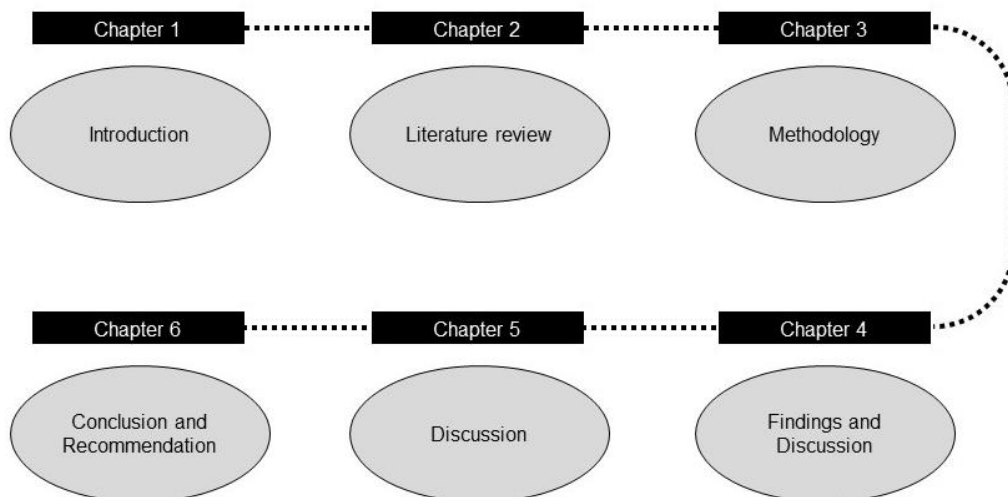 Chapter 1
Chapter 2
Chapter 3
Introduction
Literature review
Methodology
Chapter 6
Chapter 5
Chapter 4
Conclusion and
Recommendation
Discussion
Findings and
Discussion